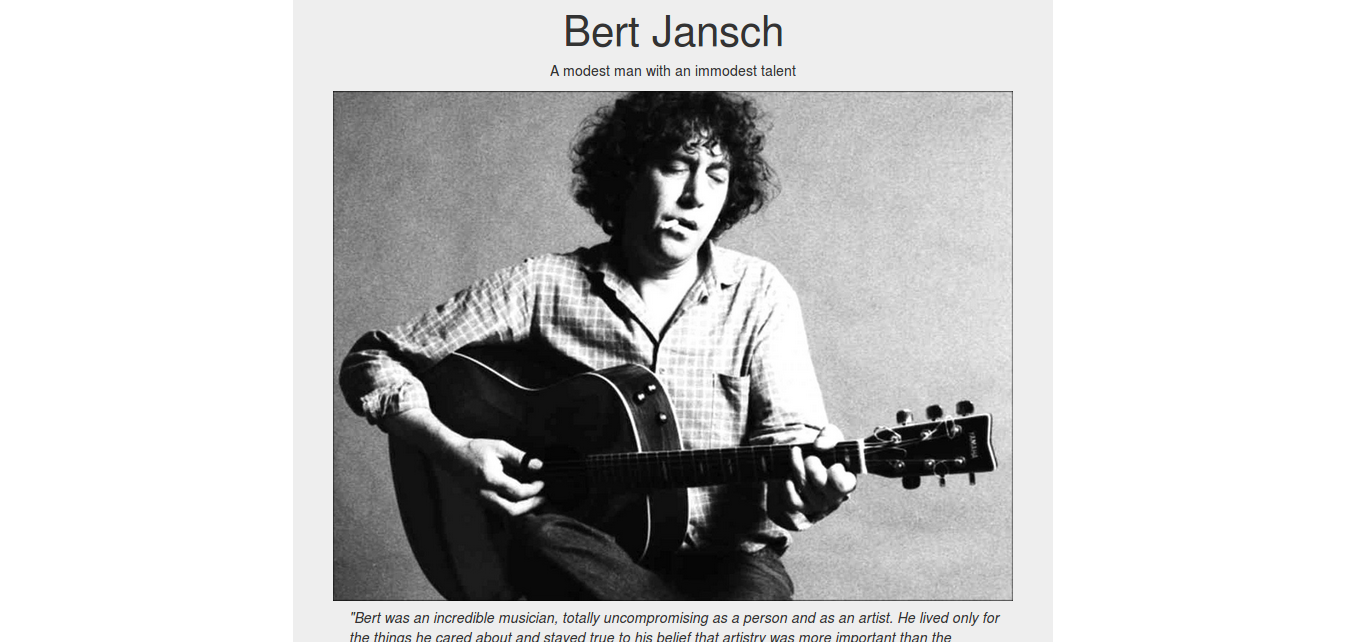 Bert Jansch
A modest man with an immodest talent
YAMAHA
"Bert was an incredible musician, totally uncompromising as a person and as an artist. He lived only for
the things he cared about and stayed true to his belief that artistry was more important than the